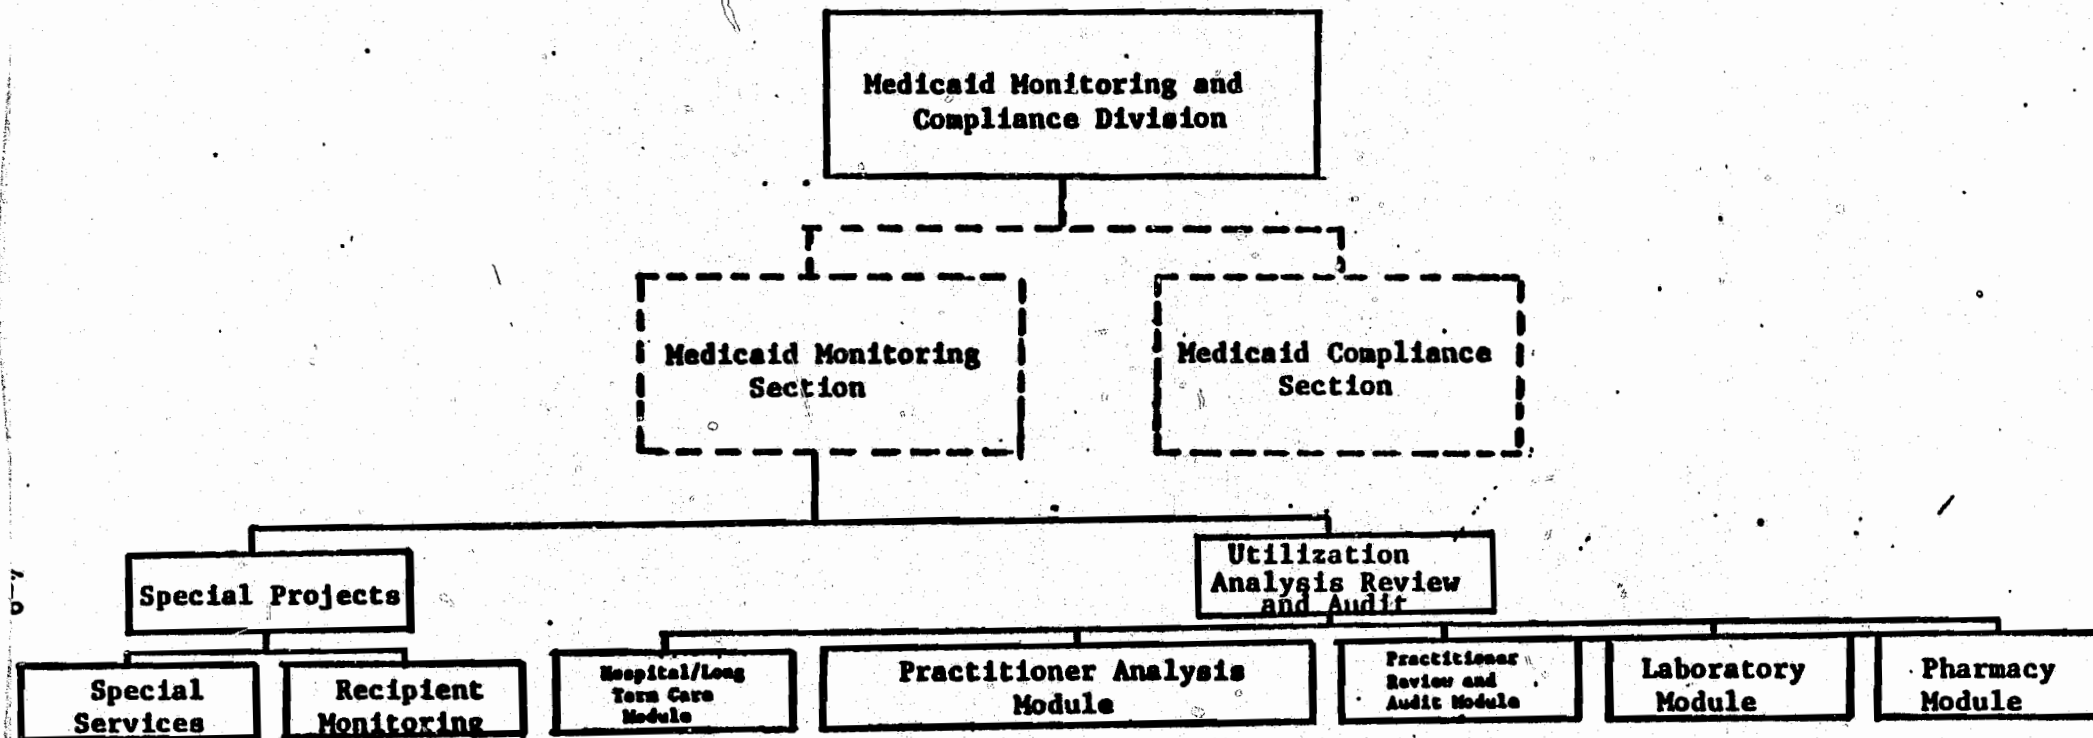 Medicaid Monitoring and
Compliance Division
Medicaid Monitoring
Section
Medicaid Compliance
Section
Special Projects
Utilization
Analysis Review
and Audit
Special
Services
Recipient
Monitoring
Hospital/Long
Term Care
Module
Practitioner Analysis
Module
Practitioner
Review and
Audit Module
Laboratory
Module
Pharmacy
Module